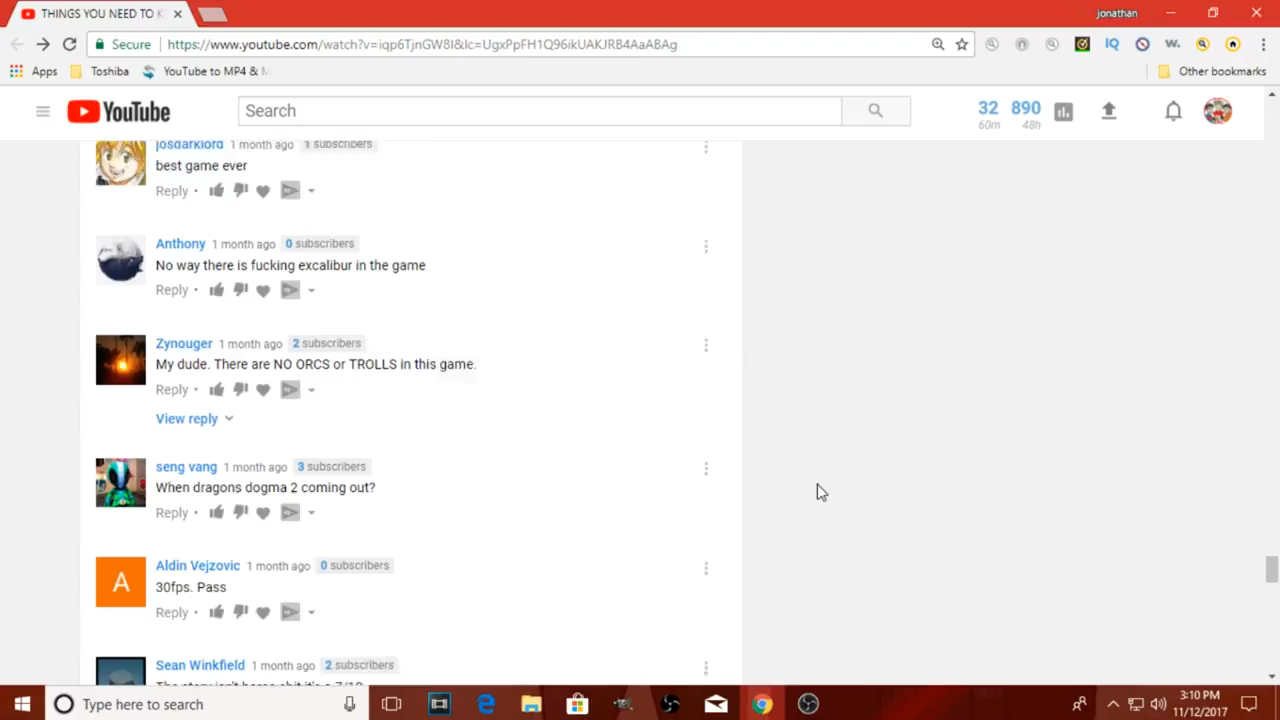 THINGS YOU NEED TO K
jonathan
Secure https://www.youtube.com/watch?v=iqp6TjnGW8I&lc=UgxPpFH1Q96ikUAKJRB4AaABAg
IQ W.
Apps Toshiba YouTube to MP4 & M Other bookmarks
YouTube Search 32 60m 890 48h
josdarklord 1 month ago 1 subscribers
best game ever
Reply •
Anthony 1 month ago 0 subscribers
No way there is fucking excalibur in the game
Reply •
Zynouger 1 month ago 2 subscribers
My dude. There are NO ORCS or TROLLS in this game.
Reply •
View reply
seng vang 1 month ago 3 subscribers
When dragons dogma 2 coming out?
Reply •
A
Aldin Vejzovic 1 month ago 0 subscribers
30fps. Pass
Reply •
Sean Winkfield 1 month ago 2 subscribers
Type here to search
3:10 PM
11/12/2017